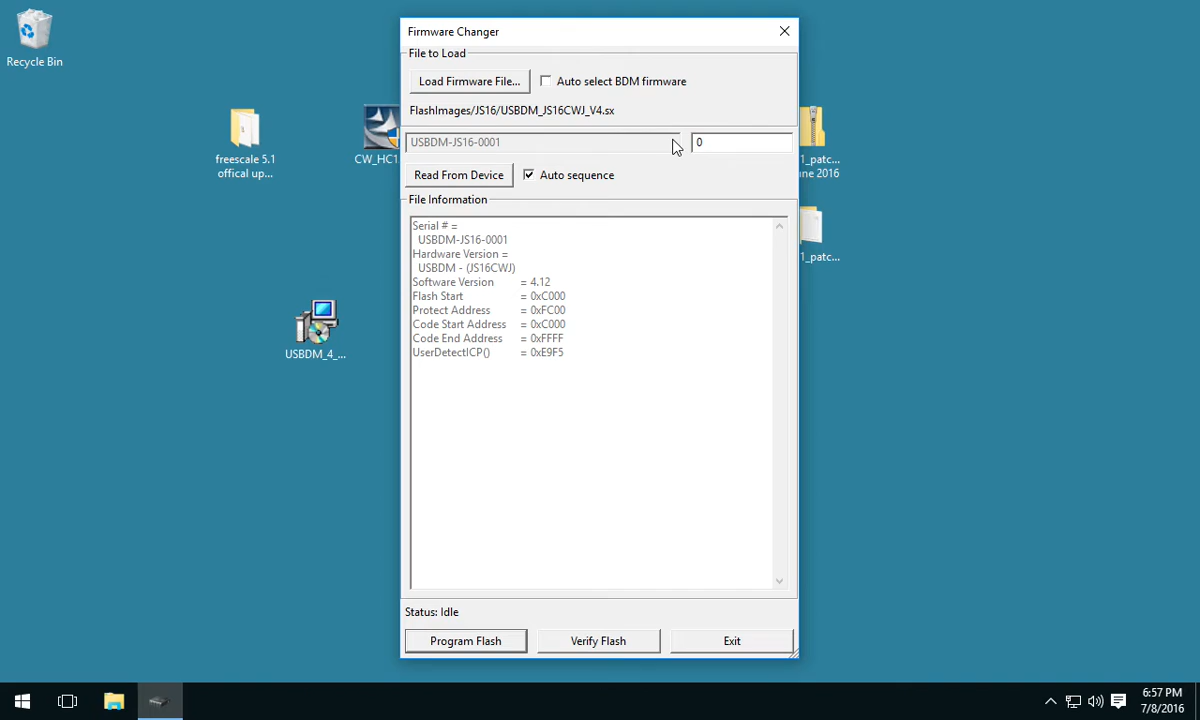 Recycle Bin
freescale 5.1
offical up...
CW_HC1
USBDM_4_...
1_patc...
une 2016
1_patc...
Firmware Changer
File to Load
Load Firmware File...
Auto select BDM firmware
FlashImages/JS16/USBDM_JS16CWJ_V4.sx
USBDM-JS16-0001
0
Read From Device
Auto sequence
File Information
Serial # =
USBDM-JS16-0001
Hardware Version =
USBDM - (JS16CWJ)
Software Version = 4.12
Flash Start = 0xC000
Protect Address = 0xFC00
Code Start Address = 0xC000
Code End Address = 0xFFFF
UserDetectICP() = 0xE9F5
Status: Idle
Program Flash
Verify Flash
Exit
6:57 PM
7/8/2016